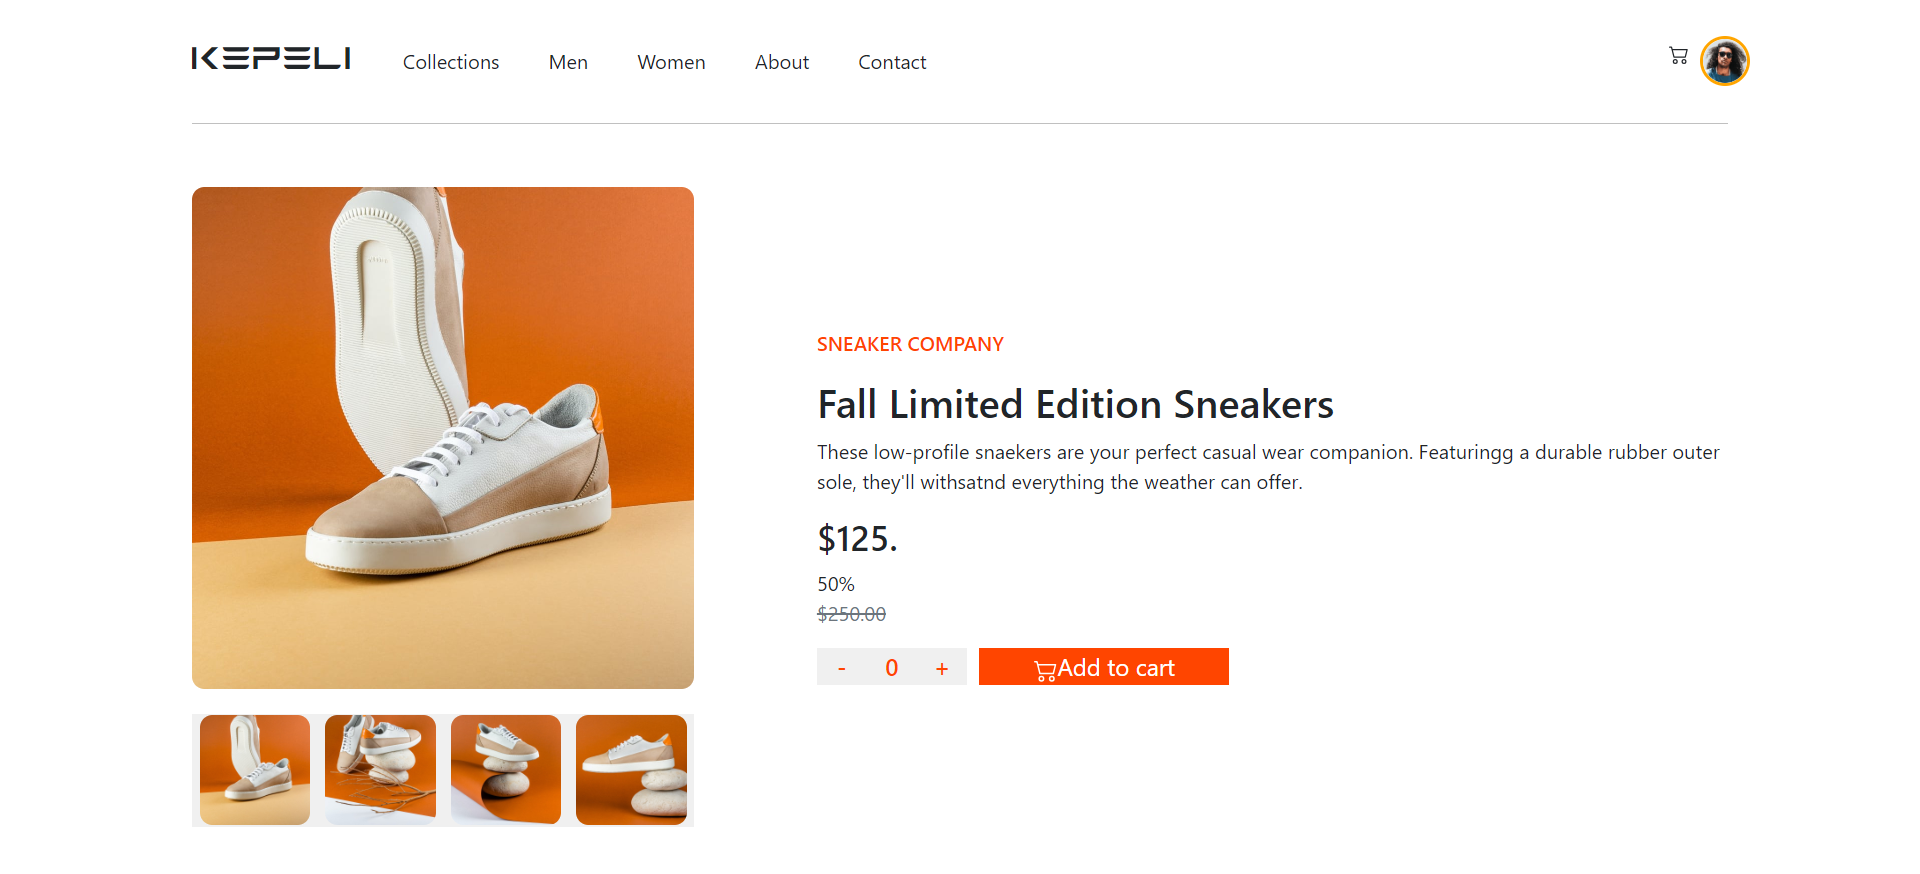 KEPELI Collections Men Women About Contact
SNEAKER COMPANY
Fall Limited Edition Sneakers
These low-profile snaekers are your perfect casual wear companion. Featuringg a durable rubber outer
sole, they'll withsatnd everything the weather can offer.
$125.
50%
$250.00
- 0 + Add to cart